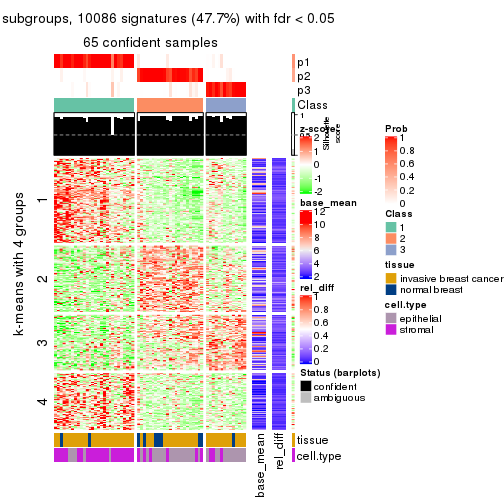 subgroups, 10086 signatures (47.7%) with fdr < 0.05
65 confident samples
p1
p2
p3
Class
1
Silhouette
score
k-means with 4 groups
1
2
3
4
z-score
2
1
0
-1
-2
base_mean
12
10
8
6
4
2
rel_diff
1
0.8
0.6
0.4
0.2
0
Status (barplots)
confident
ambiguous
Prob
1
0.8
0.6
0.4
0.2
0
Class
1
2
3
tissue
invasive breast cancer
normal breast
cell.type
epithelial
stromal
tissue
cell.type
base_mean
rel_diff